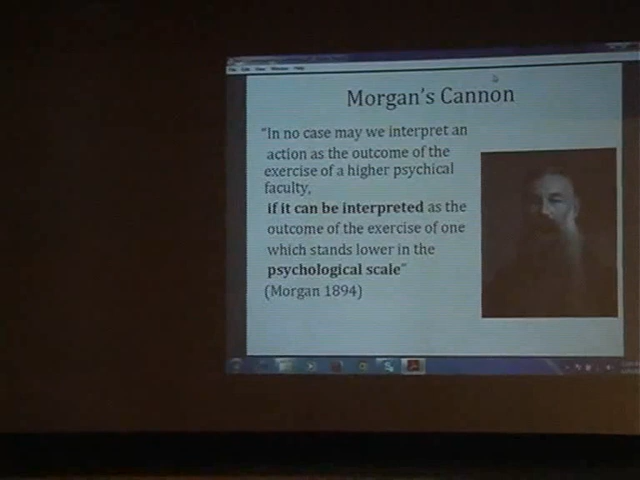 Morgan's Cannon
"In no case may we interpret an
action as the outcome of the
exercise of a higher psychical
faculty,
if it can be interpreted as the
outcome of the exercise of one
which stands lower in the
psychological scale"
(Morgan 1894)